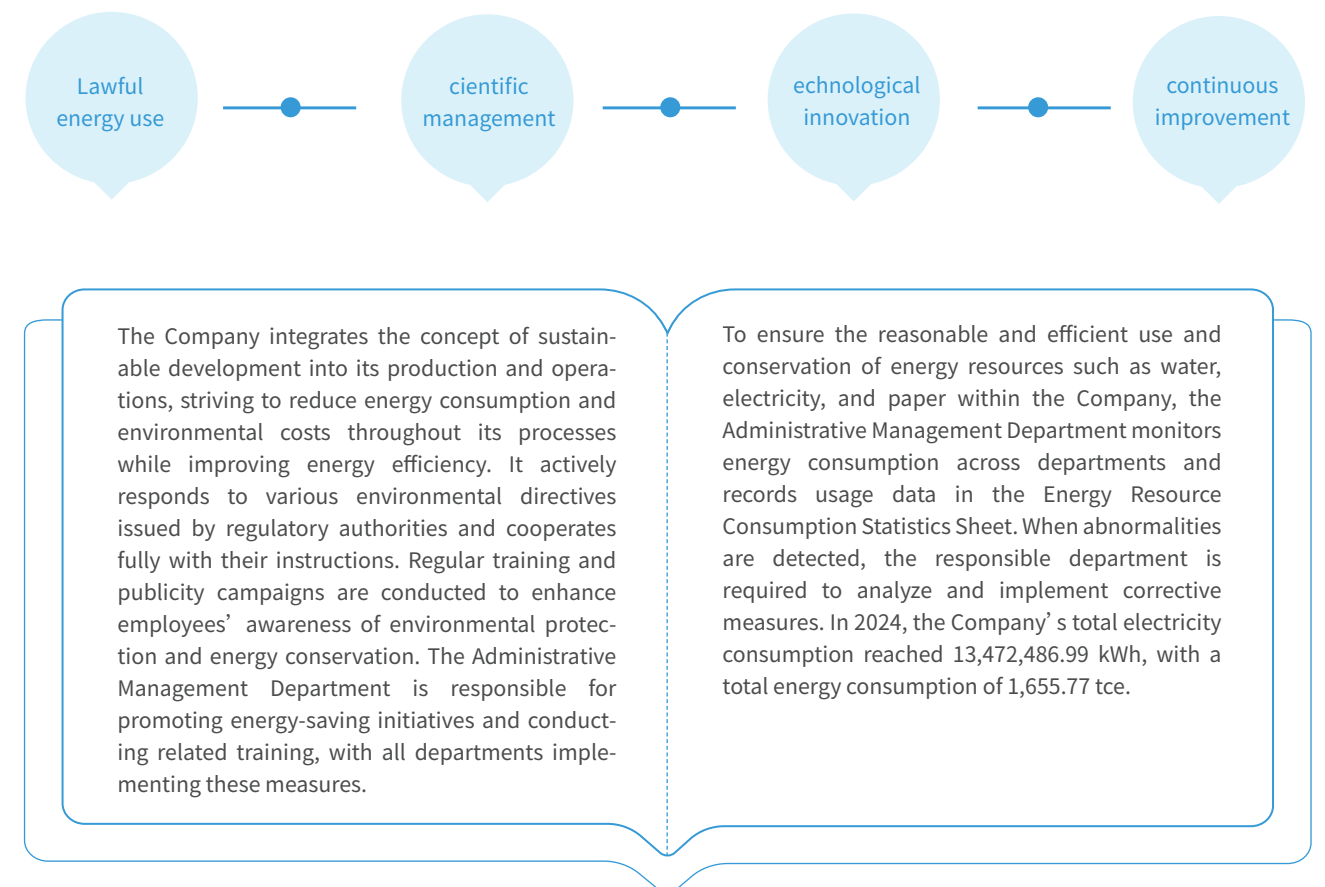 Lawful
energy use
cientific
management
echnological
innovation
continuous
improvement
The Company integrates the concept of sustain-
able development into its production and opera-
tions, striving to reduce energy consumption and
environmental costs throughout its processes
while improving energy efficiency. It actively
responds to various environmental directives
issued by regulatory authorities and cooperates
fully with their instructions. Regular training and
publicity campaigns are conducted to enhance
employees’ awareness of environmental protec-
tion and energy conservation. The Administrative
Management Department is responsible for
promoting energy-saving initiatives and conduct-
ing related training, with all departments imple-
menting these measures.
To ensure the reasonable and efficient use and
conservation of energy resources such as water,
electricity, and paper within the Company, the
Administrative Management Department monitors
energy consumption across departments and
records usage data in the Energy Resource
Consumption Statistics Sheet. When abnormalities
are detected, the responsible department is
required to analyze and implement corrective
measures. In 2024, the Company’ s total electricity
consumption reached 13,472,486.99 kWh, with a
total energy consumption of 1,655.77 tce.